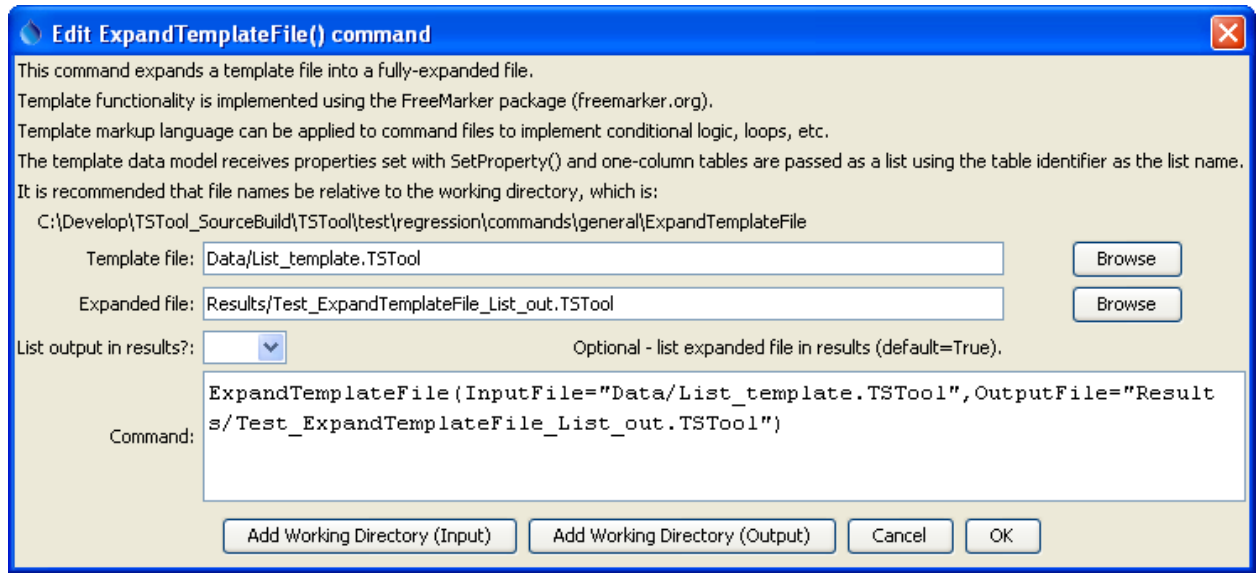 Edit ExpandTemplateFile() command
This command expands a template file into a fully-expanded file.
Template functionality is implemented using the FreeMarker package (freemarker.org).
Template markup language can be applied to command files to implement conditional logic, loops, etc.
The template data model receives properties set with SetProperty() and one-column tables are passed as a list using the table identifier as the list name.
It is recommended that file names be relative to the working directory, which is:
C:\Develop\TSTool_SourceBuild\TSTool\test\regression\commands\general\ExpandTemplateFile
Template file: Data/List_template.TSTool Browse
Expanded file: Results/Test_ExpandTemplateFile_List_out.TSTool Browse
List output in results?: Optional - list expanded file in results (default=True).
ExpandTemplateFile(InputFile="Data/List_template.TSTool",OutputFile="Result
Command: s/Test_ExpandTemplateFile_List_out.TSTool")
Add Working Directory (Input) Add Working Directory (Output) Cancel OK